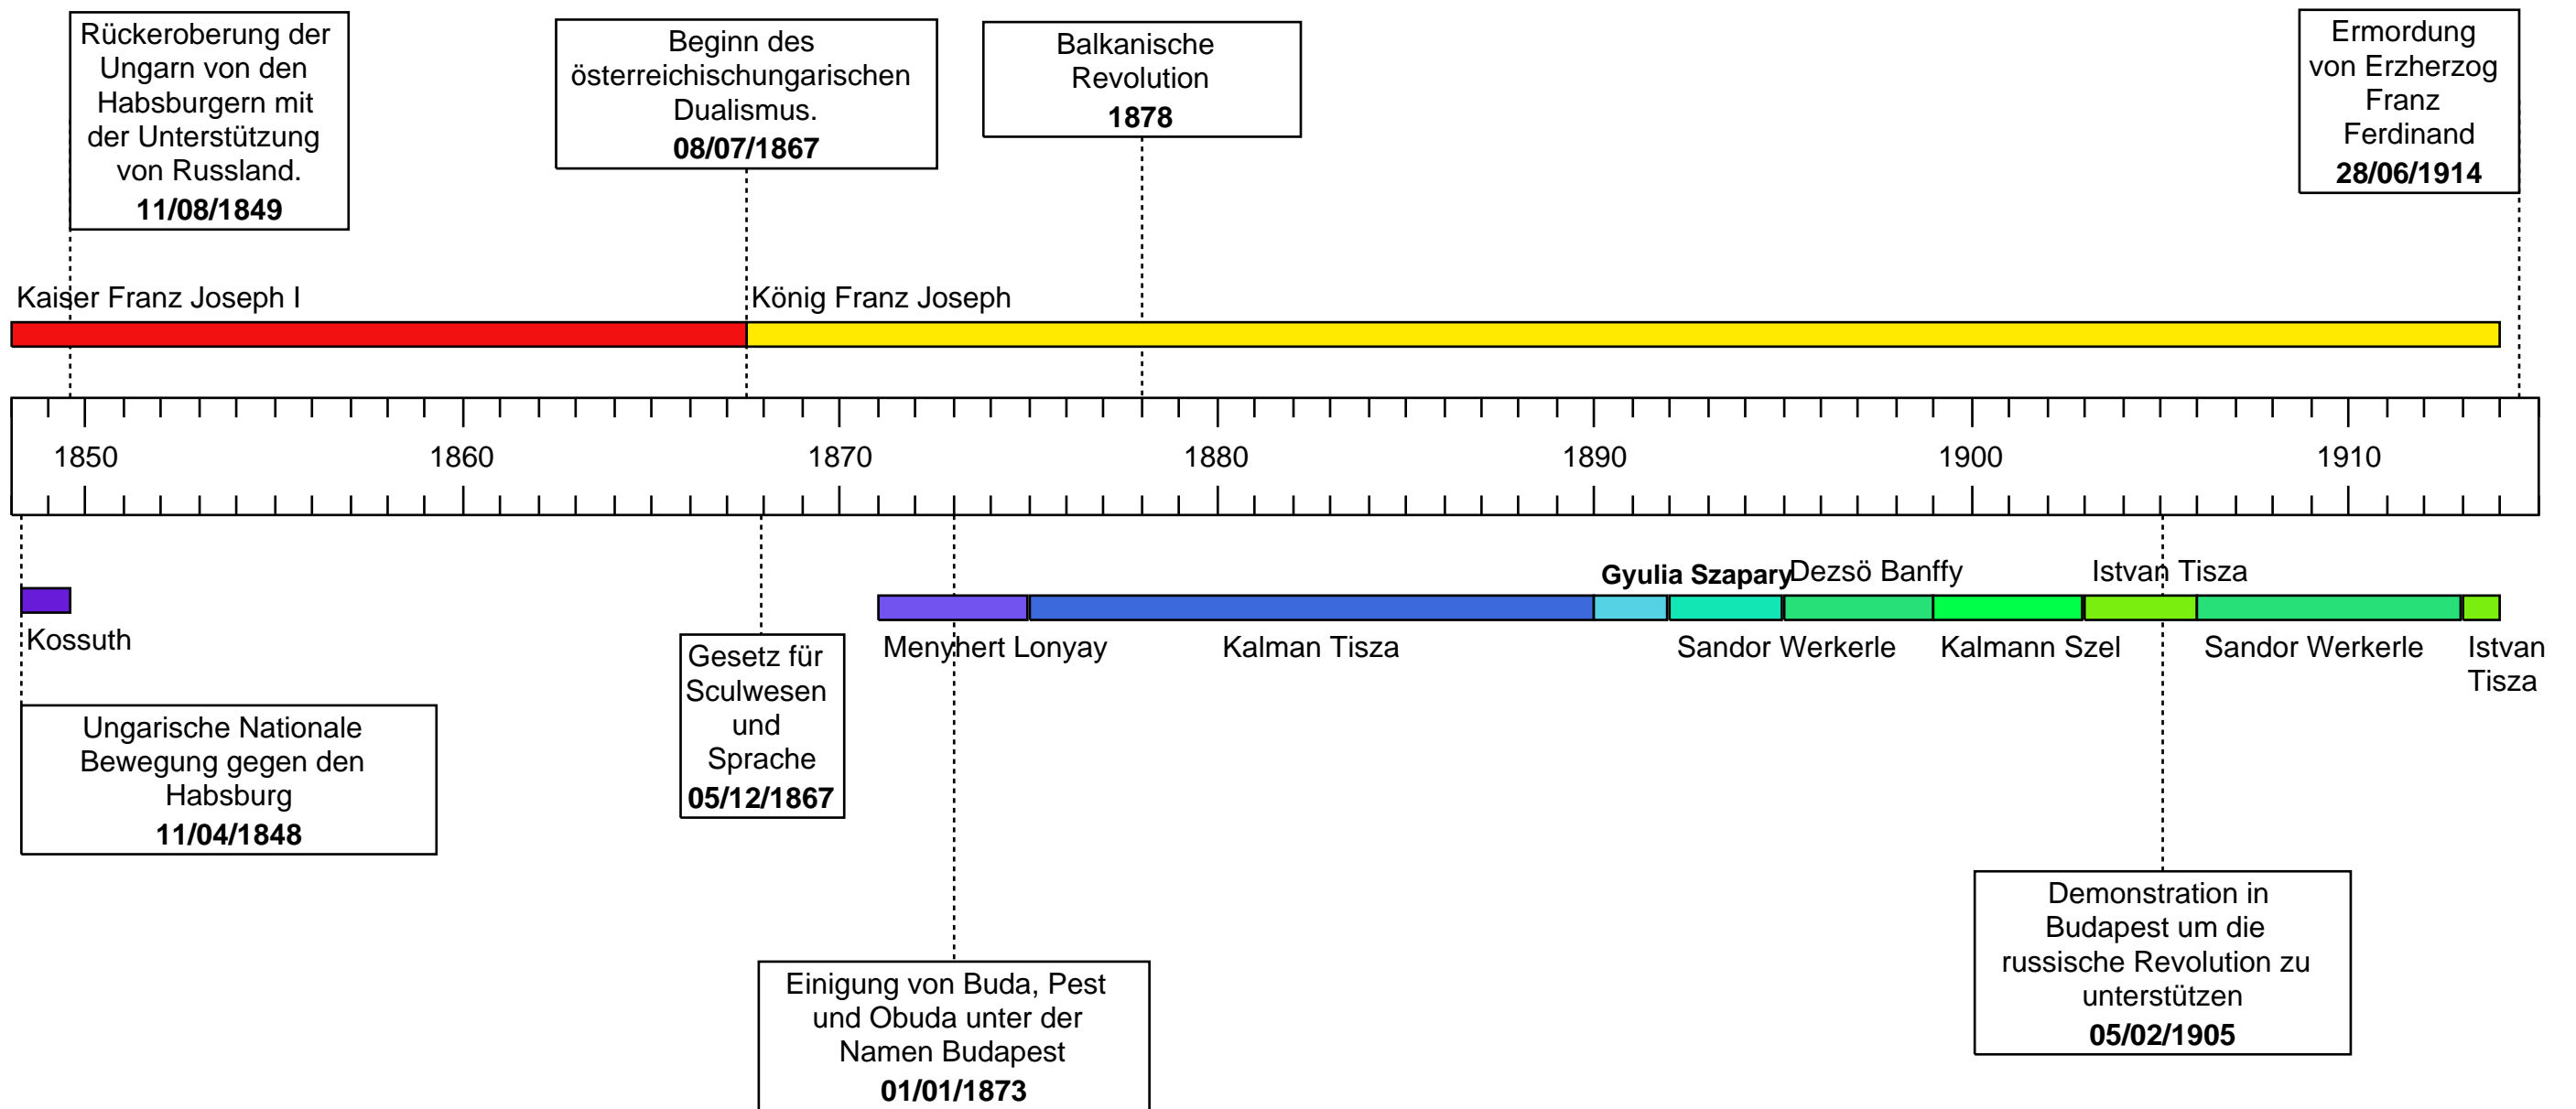 Rückeroberung der
Ungarn von den
Habsburgern mit
der Unterstützung
von Russland.
11/08/1849
Beginn des
österreichischungarischen
Dualismus.
08/07/1867
Balkanische
Revolution
1878
Ermordung
von Erzherzog
Franz
Ferdinand
28/06/1914
Kaiser Franz Joseph I
König Franz Joseph
1850
1860
1870
1880
1890
1900
1910
Gyulia Szapary
Dezsö Banffy
Istvan Tisza
Kossuth
Menyhert Lonyay
Kalman Tisza
Sandor Werkerle
Kalmann Szel
Sandor Werkerle
Istvan
Tisza
Ungarische Nationale
Bewegung gegen den
Habsburg
11/04/1848
Gesetz für
Sculwesen
und
Sprache
05/12/1867
Einigung von Buda, Pest
und Obuda unter der
Namen Budapest
01/01/1873
Demonstration in
Budapest um die
russische Revolution zu
unterstützen
05/02/1905